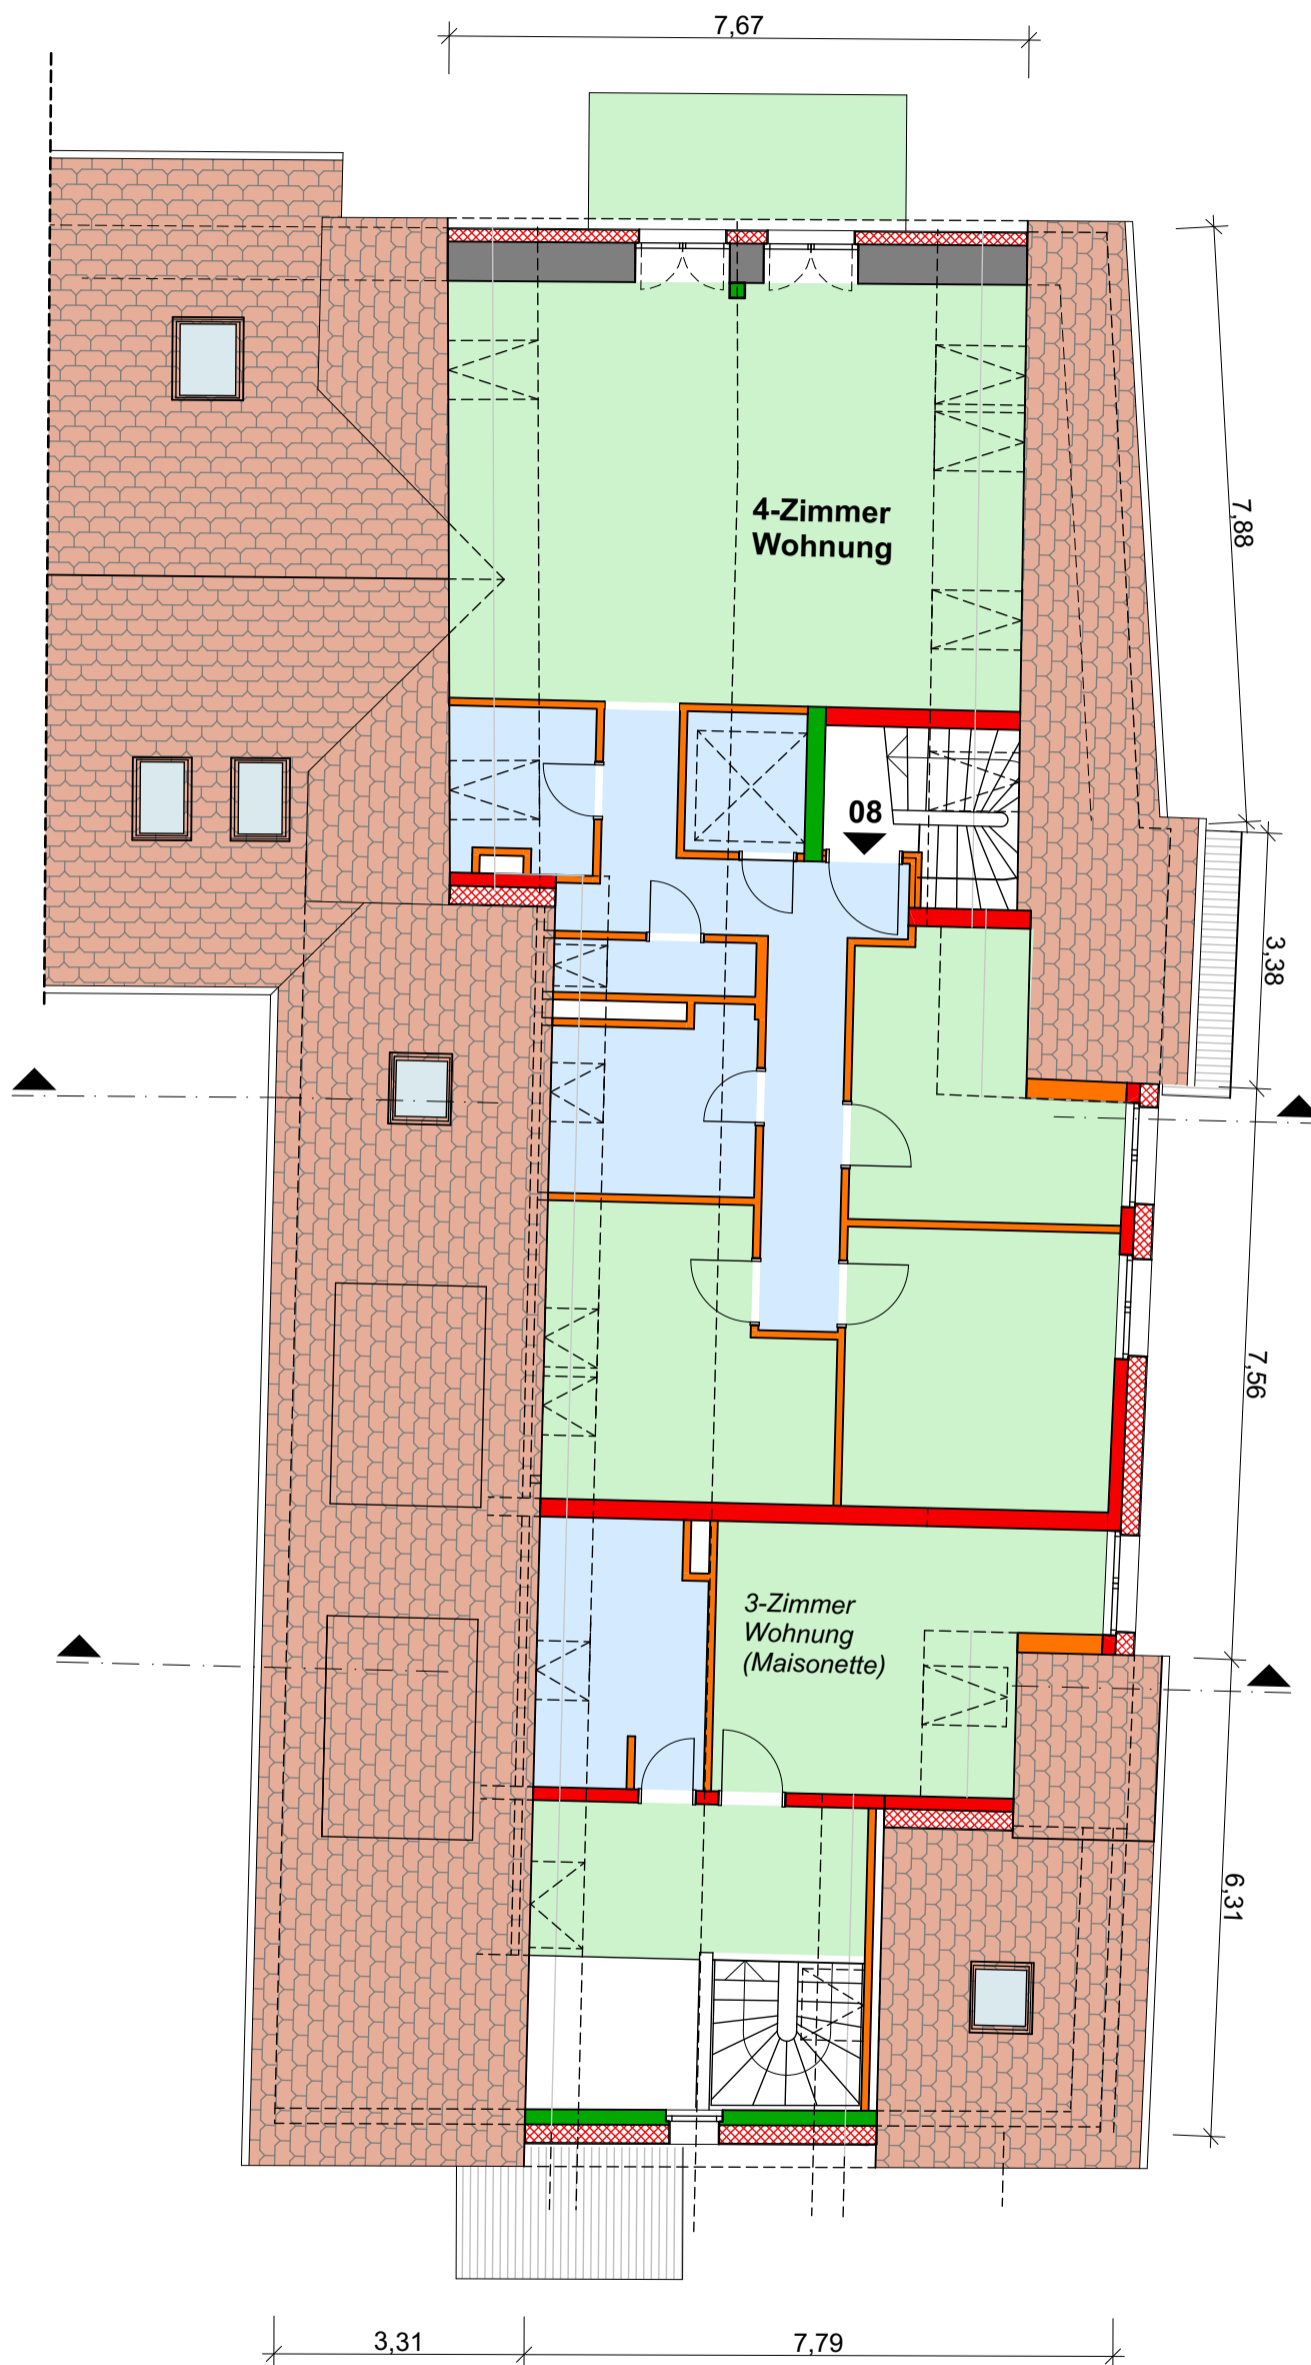 7,67
7,88
4-Zimmer
Wohnung
08
3,38
7,56
3-Zimmer
Wohnung
(Maisonette)
6,31
3,31
7,79